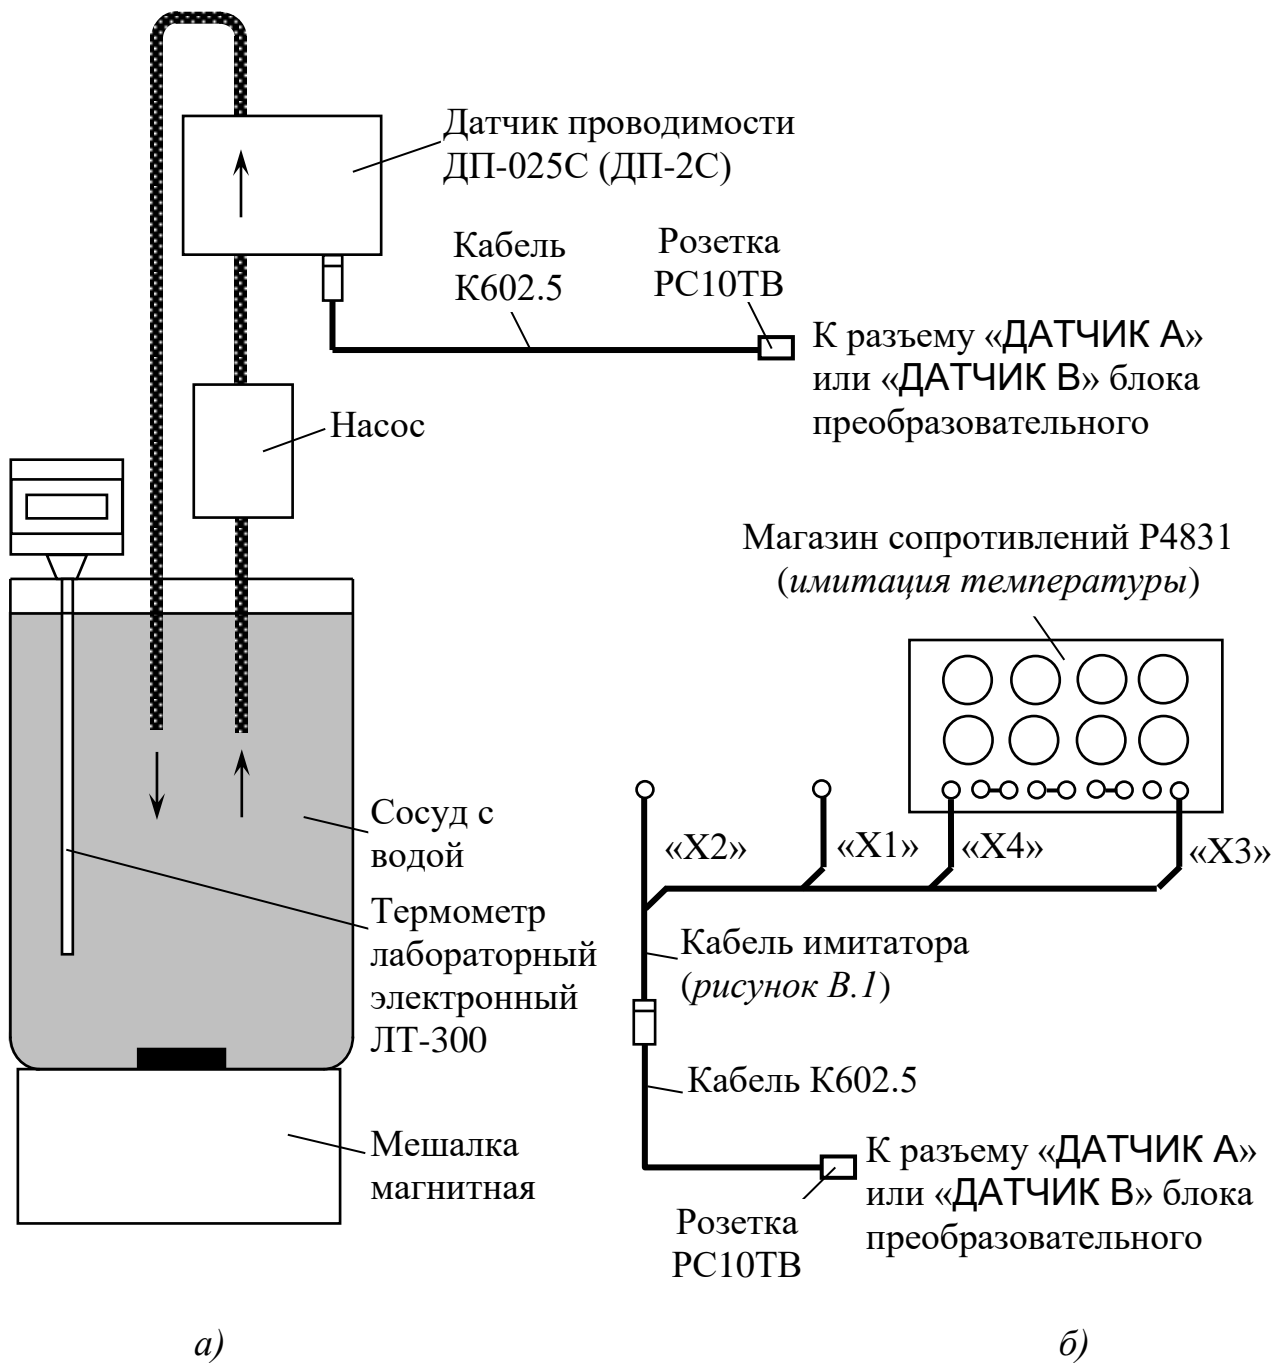 Датчик проводимости
ДП-025С (ДП-2С)
Кабель
К602.5
Розетка
РС10ТВ
К разъему «ДАТЧИК А»
или «ДАТЧИК В» блока
преобразовательного
Насос
Магазин сопротивлений Р4831
(имитация температуры)
Сосуд с
водой
«Х2»
«Х1»
«Х4»
«Х3»
Термометр
лабораторный
электронный
ЛТ-300
Кабель имитатора
(рисунок В.1)
Кабель К602.5
Мешалка
магнитная
К разъему «ДАТЧИК А»
или «ДАТЧИК В» блока
преобразовательного
Розетка
РС10ТВ
а)
б)